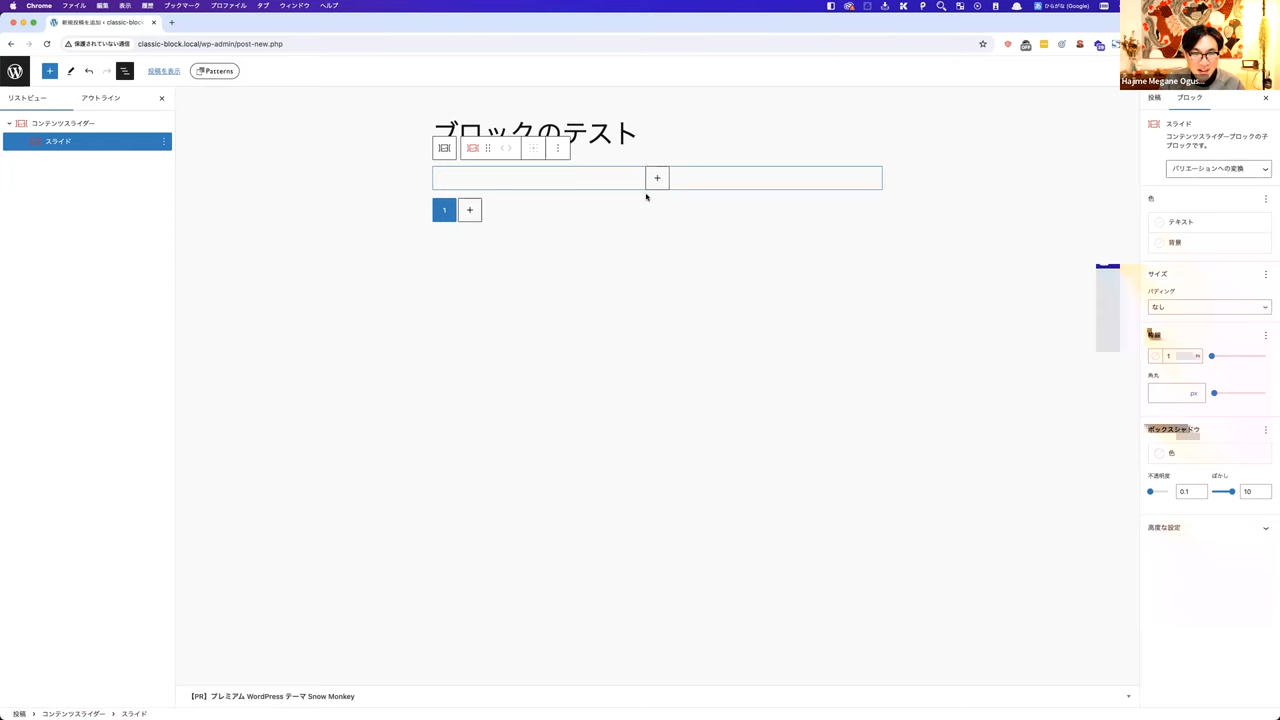 Chrome ファイル 編集 表示 履歴 ブックマーク プロファイル タブ ウィンドウ ヘルプ
ひらがな (Google)
新規投稿を追加 ‹ classic-bloc
保護されていない通信 classic-block.local/wp-admin/post-new.php
Hajime Megane Ogus...
投稿を表示 Patterns
リストビュー アウトライン
コンテンツスライダー
スライド
ブロックのテスト
1
投稿 ブロック
スライド
コンテンツスライダーブロックの子
ブロックです。
バリエーションへの変換
色
テキスト
背景
サイズ
パディング
なし
枠線
1 px
角丸
px
ボックスシャドウ
色
不透明度 ぼかし
0.1 10
高度な設定
【PR】プレミアム WordPress テーマ Snow Monkey
投稿 コンテンツスライダー スライド